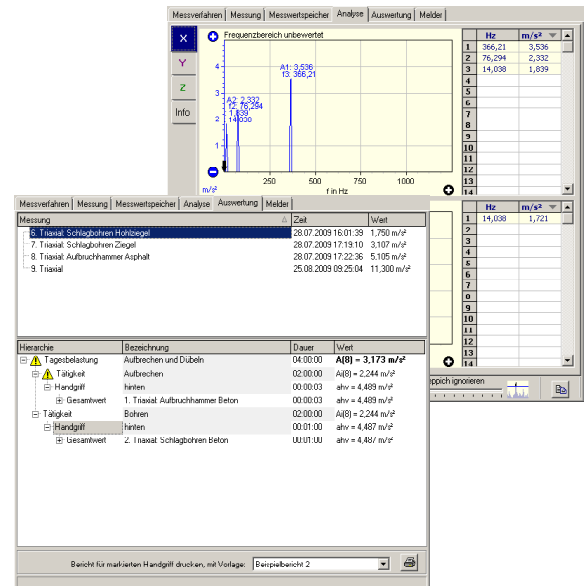 Messverfahren Messung Messwertspeicher Analyse Auswertung Melder
X
Y
Z
Info
Frequenzbereich unbewertet
4
3
2
1
A1: 3,536
f3: 366,21
A2: 2,332
f2: 76,294
1,839
14,038
m/s²
250 500 750 1000
f in Hz
Hz m/s²
1 366,21 3,536
2 76,294 2,332
3 14,038 1,839
4
5
6
7
8
9
10
11
12
13
14
Hz m/s²
1 14,038 1,721
2
3
4
5
6
7
8
9
10
11
12
13
14
eppich ignorieren
Messverfahren Messung Messwertspeicher Analyse Auswertung Melder
Messung Zeit Wert
6. Triaxial: Schlagbohren Hohlziegel 28.07.2009 16:01:39 1,750 m/s²
7. Triaxial: Schlagbohren Ziegel 28.07.2009 17:19:10 3,107 m/s²
8. Triaxial: Aufbruchhammer Asphalt 28.07.2009 17:22:36 5,105 m/s²
9. Triaxial 25.08.2009 09:25:04 11,300 m/s²
Hierarchie Bezeichnung Dauer Wert
Tagesbelastung Aufbrechen und Dübeln 04:00:00 A(8) = 3,173 m/s²
Tätigkeit Aufbrechen 02:00:00 Ai(8) = 2,244 m/s²
Handgriff hinten 00:00:03 ahv = 4,489 m/s²
Gesamtwert 1. Triaxial: Aufbruchhammer Beton 00:00:03 ahv = 4,489 m/s²
Tätigkeit Bohren 02:00:00 Ai(8) = 2,244 m/s²
Handgriff hinten 00:01:00 ahv = 4,487 m/s²
Gesamtwert 2. Triaxial: Schlagbohren Beton 00:01:00 ahv = 4,487 m/s²
Bericht für markierten Handgriff drucken, mit Vorlage: Beispielbericht 2